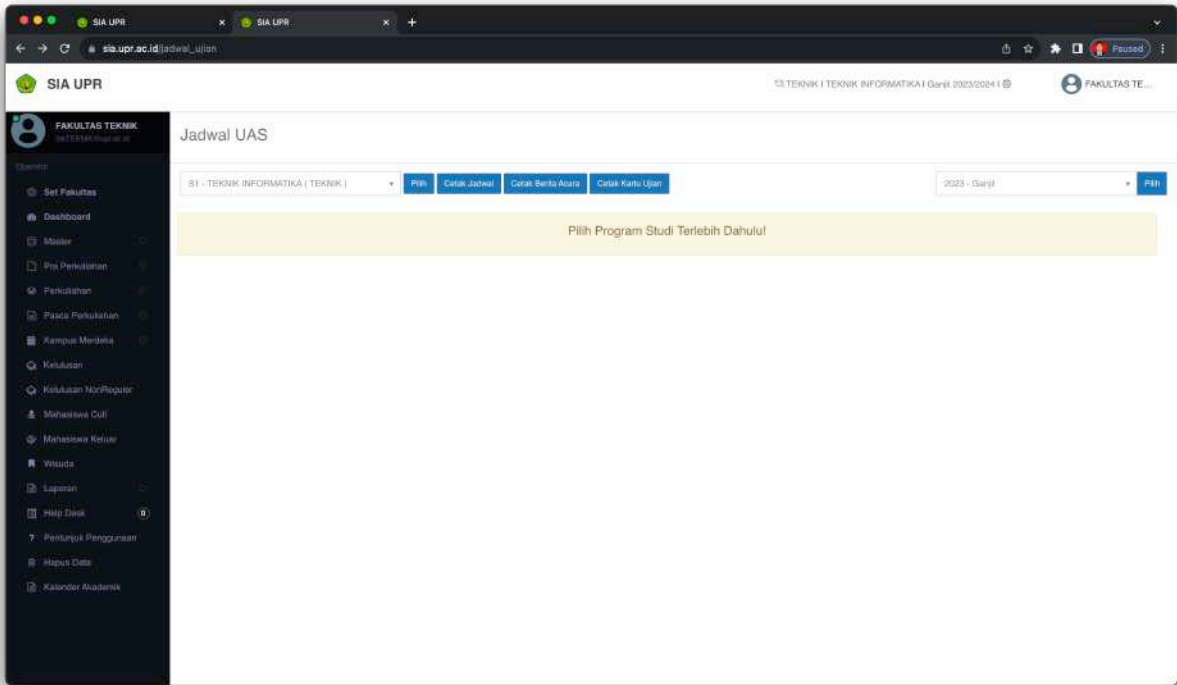 SIA UPR
SIA UPR
sia.upr.ac.id/jadwal_ujian
Paused
SIA UPR
TEKNIK I TEKNIK INFORMATIKA I Ganjil 2023/2024 I
FAKULTAS TE...
FAKULTAS TEKNIK
Operator
Jadwal UAS
S1 - TEKNIK INFORMATIKA ( TEKNIK )
Pilih
Cetak Jadwal
Cetak Berita Acara
Cetak Kartu Ujian
2023 - Ganjil
Pilih
Pilih Program Studi Terlebih Dahulu!
Set Fakultas
Dashboard
Master
Pra Perkuliahan
Perkuliahan
Pasca Perkuliahan
Kampus Merdeka
Kelulusan
Kelulusan NonReguler
Mahasiswa Cuti
Mahasiswa Keluar
Wisuda
Laporan
Help Desk 0
? Pentunjuk Penggunaan
Hapus Data
Kalender Akademik